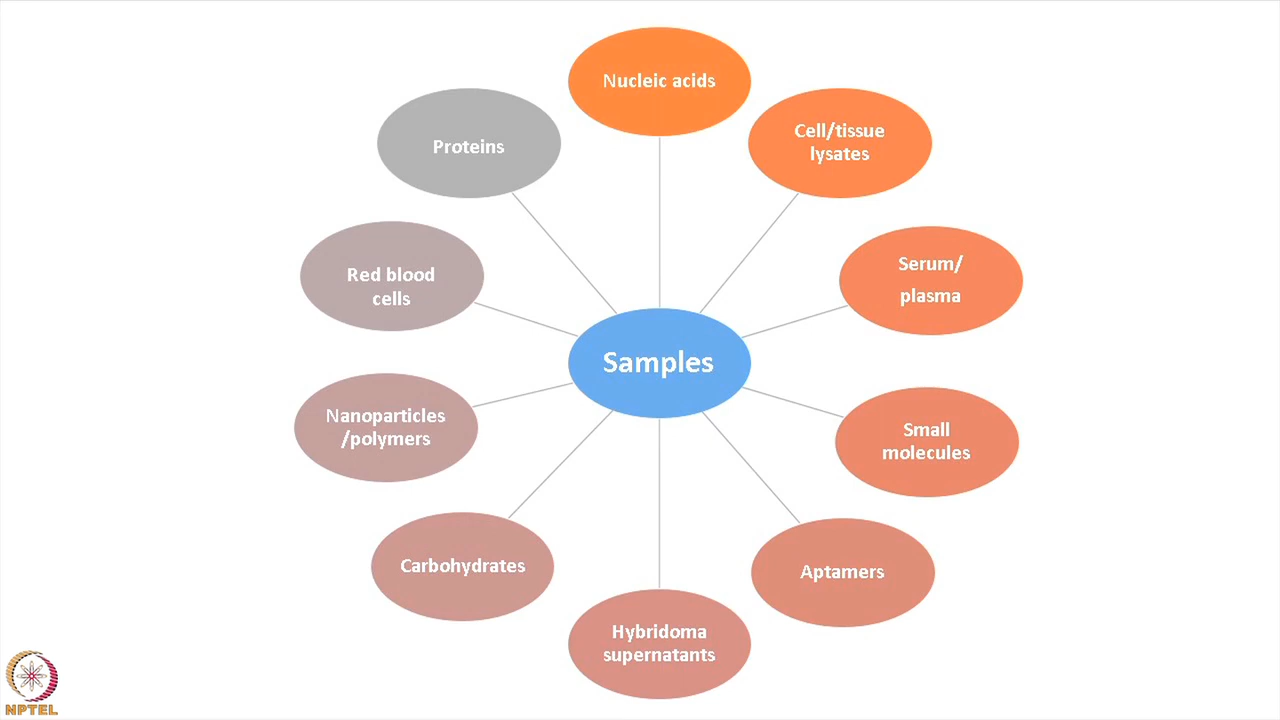 Nucleic acids
Cell/tissue
lysates
Serum/
plasma
Small
molecules
Aptamers
Hybridoma
supernatants
Carbohydrates
Nanoparticles
/polymers
Red blood
cells
Proteins
Samples
NPTEL